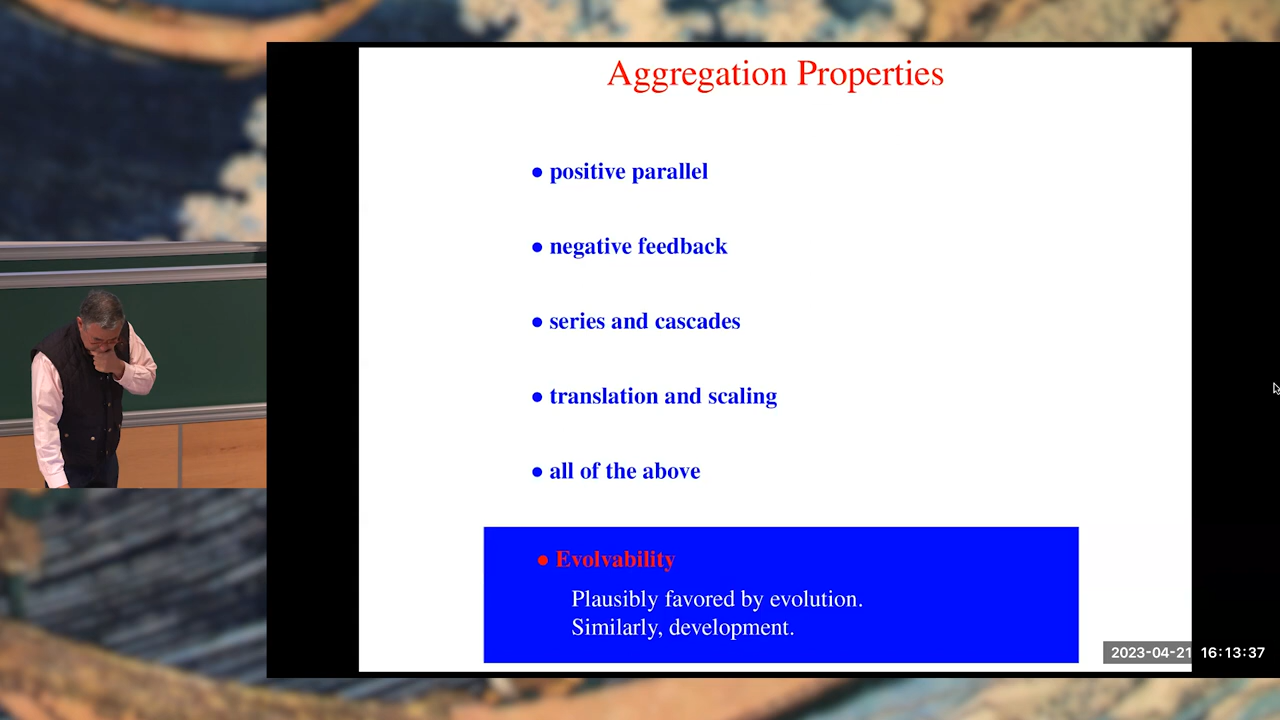 Aggregation Properties
• positive parallel
• negative feedback
• series and cascades
• translation and scaling
• all of the above
• Evolvability
Plausibly favored by evolution.
Similarly, development.
2023-04-21 16:13:37